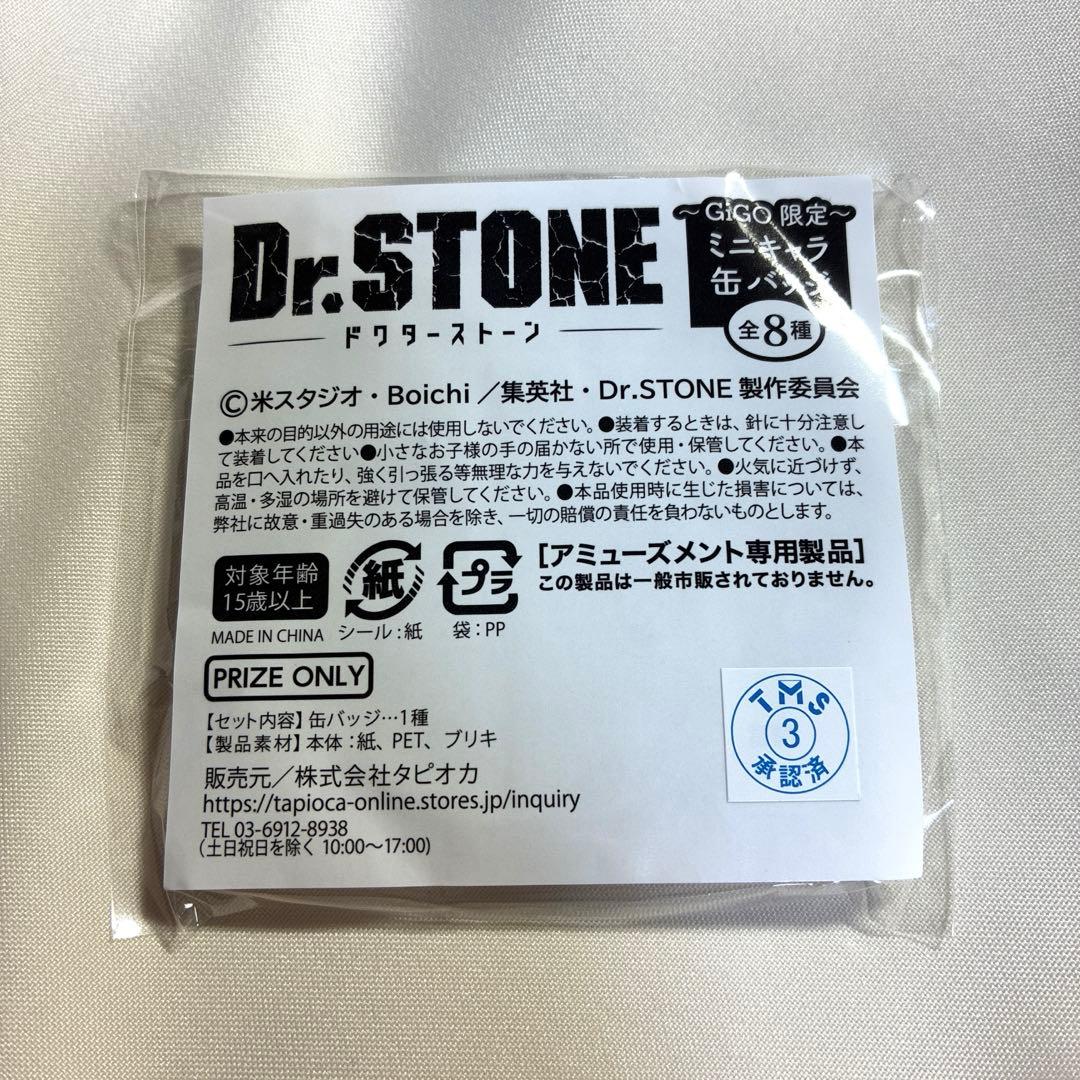 Dr.STONE
ドクターストーン
～GiGO 限定～
ミニキャラ
缶バッジ
全8種
©米スタジオ・Boichi／集英社・Dr.STONE 製作委員会
●本来の目的以外の用途には使用しないでください。●装着するときは、針に十分注意し
て装着してください●小さなお子様の手の届かない所で使用・保管してください。●本
品を口へ入れたり、強く引っ張る等無理な力を与えないでください。●火気に近づけず、
高温・多湿の場所を避けて保管してください。●本品使用時に生じた損害については、
弊社に故意・重過失のある場合を除き、一切の賠償の責任を負わないものとします。
対象年齢
15歳以上
紙
プラ
［アミューズメント専用製品］
この製品は一般市販されておりません。
MADE IN CHINA シール：紙 袋：PP
PRIZE ONLY
【セット内容】缶バッジ…1種
【製品素材】本体：紙、PET、ブリキ
販売元／株式会社タピオカ
https://tapioca-online.stores.jp/inquiry
TEL 03-6912-8938
（土日祝日を除く 10:00～17:00）
TMS
3
承認済